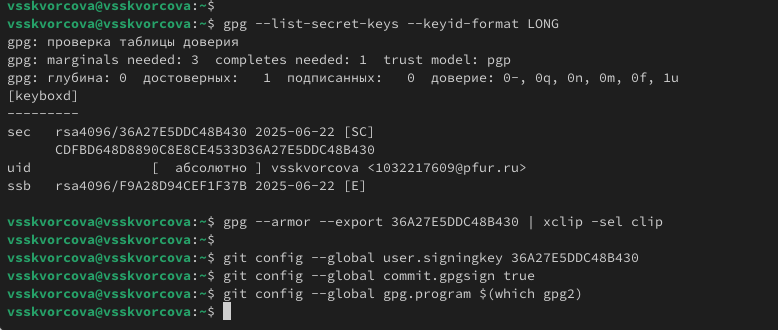 vsskvorcova@vsskvorcova:~$
vsskvorcova@vsskvorcova:~$ gpg --list-secret-keys --keyid-format LONG
gpg: проверка таблицы доверия
gpg: marginals needed: 3  completes needed: 1  trust model: pgp
gpg: глубина: 0  достоверных:   1  подписанных:   0  доверие: 0-, 0q, 0n, 0m, 0f, 1u
[keyboxd]
---------
sec   rsa4096/36A27E5DDC48B430 2025-06-22 [SC]
      CDFBD648D8890C8E8CE4533D36A27E5DDC48B430
uid               [  абсолютно ] vsskvorcova <1032217609@pfur.ru>
ssb   rsa4096/F9A28D94CEF1F37B 2025-06-22 [E]

vsskvorcova@vsskvorcova:~$ gpg --armor --export 36A27E5DDC48B430 | xclip -sel clip
vsskvorcova@vsskvorcova:~$
vsskvorcova@vsskvorcova:~$ git config --global user.signingkey 36A27E5DDC48B430
vsskvorcova@vsskvorcova:~$ git config --global commit.gpgsign true
vsskvorcova@vsskvorcova:~$ git config --global gpg.program $(which gpg2)
vsskvorcova@vsskvorcova:~$